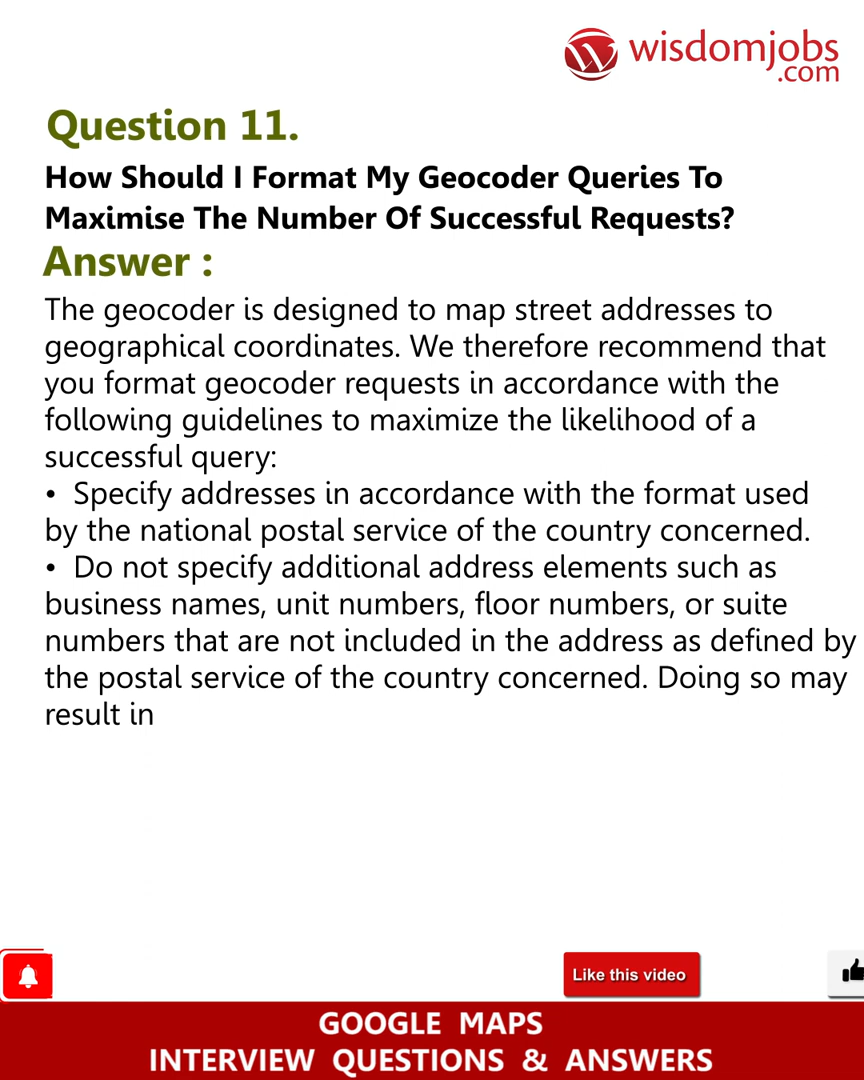 wisdomjobs
.com
Question 11.
How Should I Format My Geocoder Queries To
Maximise The Number Of Successful Requests?
Answer :
The geocoder is designed to map street addresses to
geographical coordinates. We therefore recommend that
you format geocoder requests in accordance with the
following guidelines to maximize the likelihood of a
successful query:
• Specify addresses in accordance with the format used
by the national postal service of the country concerned.
• Do not specify additional address elements such as
business names, unit numbers, floor numbers, or suite
numbers that are not included in the address as defined by
the postal service of the country concerned. Doing so may
result in
Like this video
GOOGLE MAPS
INTERVIEW QUESTIONS & ANSWERS